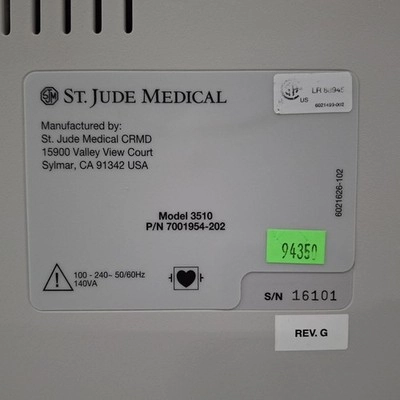 ST. JUDE MEDICAL
LR 
US
Manufactured by:
St. Jude Medical CRMD
15900 Valley View Court
Sylmar, CA 91342 USA
6021626-102
Model 3510
P/N 7001954-202
94350
100 - 240~ 50/60Hz
140VA
S/N 16101
REV. G